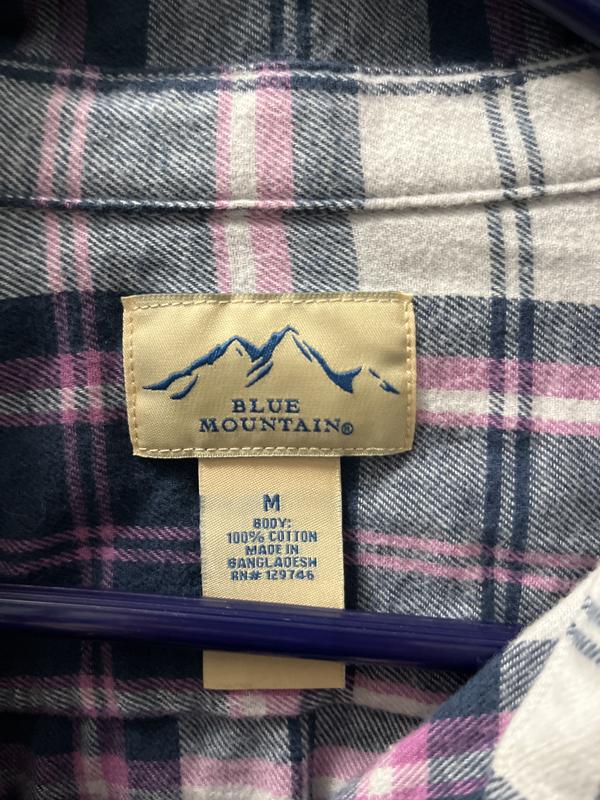 BLUE
MOUNTAIN®
M
BODY:
100% COTTON
MADE IN
BANGLADESH
RN# 129746